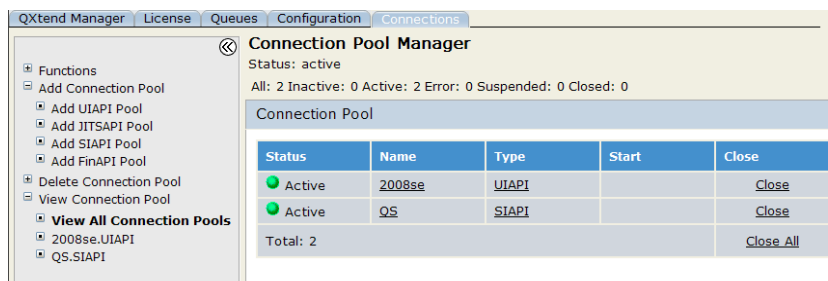 QXtend Manager License Queues Configuration Connections
Functions
Add Connection Pool
Add UIAPI Pool
Add JITSAPI Pool
Add SIAPI Pool
Add FinAPI Pool
Delete Connection Pool
View Connection Pool
View All Connection Pools
2008se.UIAPI
QS.SIAPI
Connection Pool Manager
Status: active
All: 2 Inactive: 0 Active: 2 Error: 0 Suspended: 0 Closed: 0
Connection Pool
Status Name Type Start Close
Active 2008se UIAPI Close
Active QS SIAPI Close
Total: 2 Close All